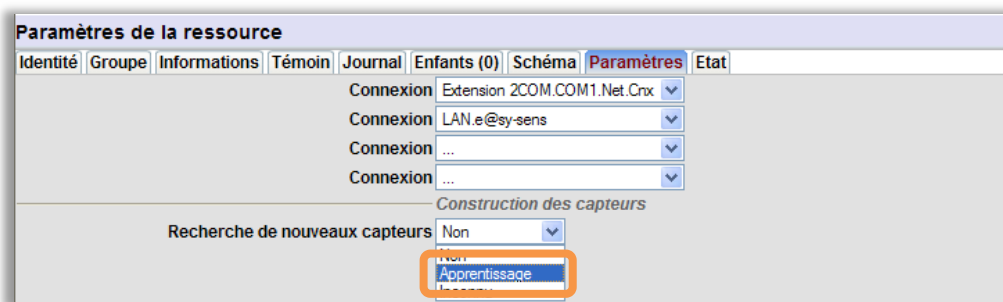 Paramètres de la ressource
Identité Groupe Informations Témoin Journal Enfants (0) Schéma Paramètres Etat
Connexion Extension 2COM.COM1.Net.Cnx
Connexion LAN.e@sy-sens
Connexion ...
Connexion ...
Construction des capteurs
Recherche de nouveaux capteurs Non
Non
Apprentissage